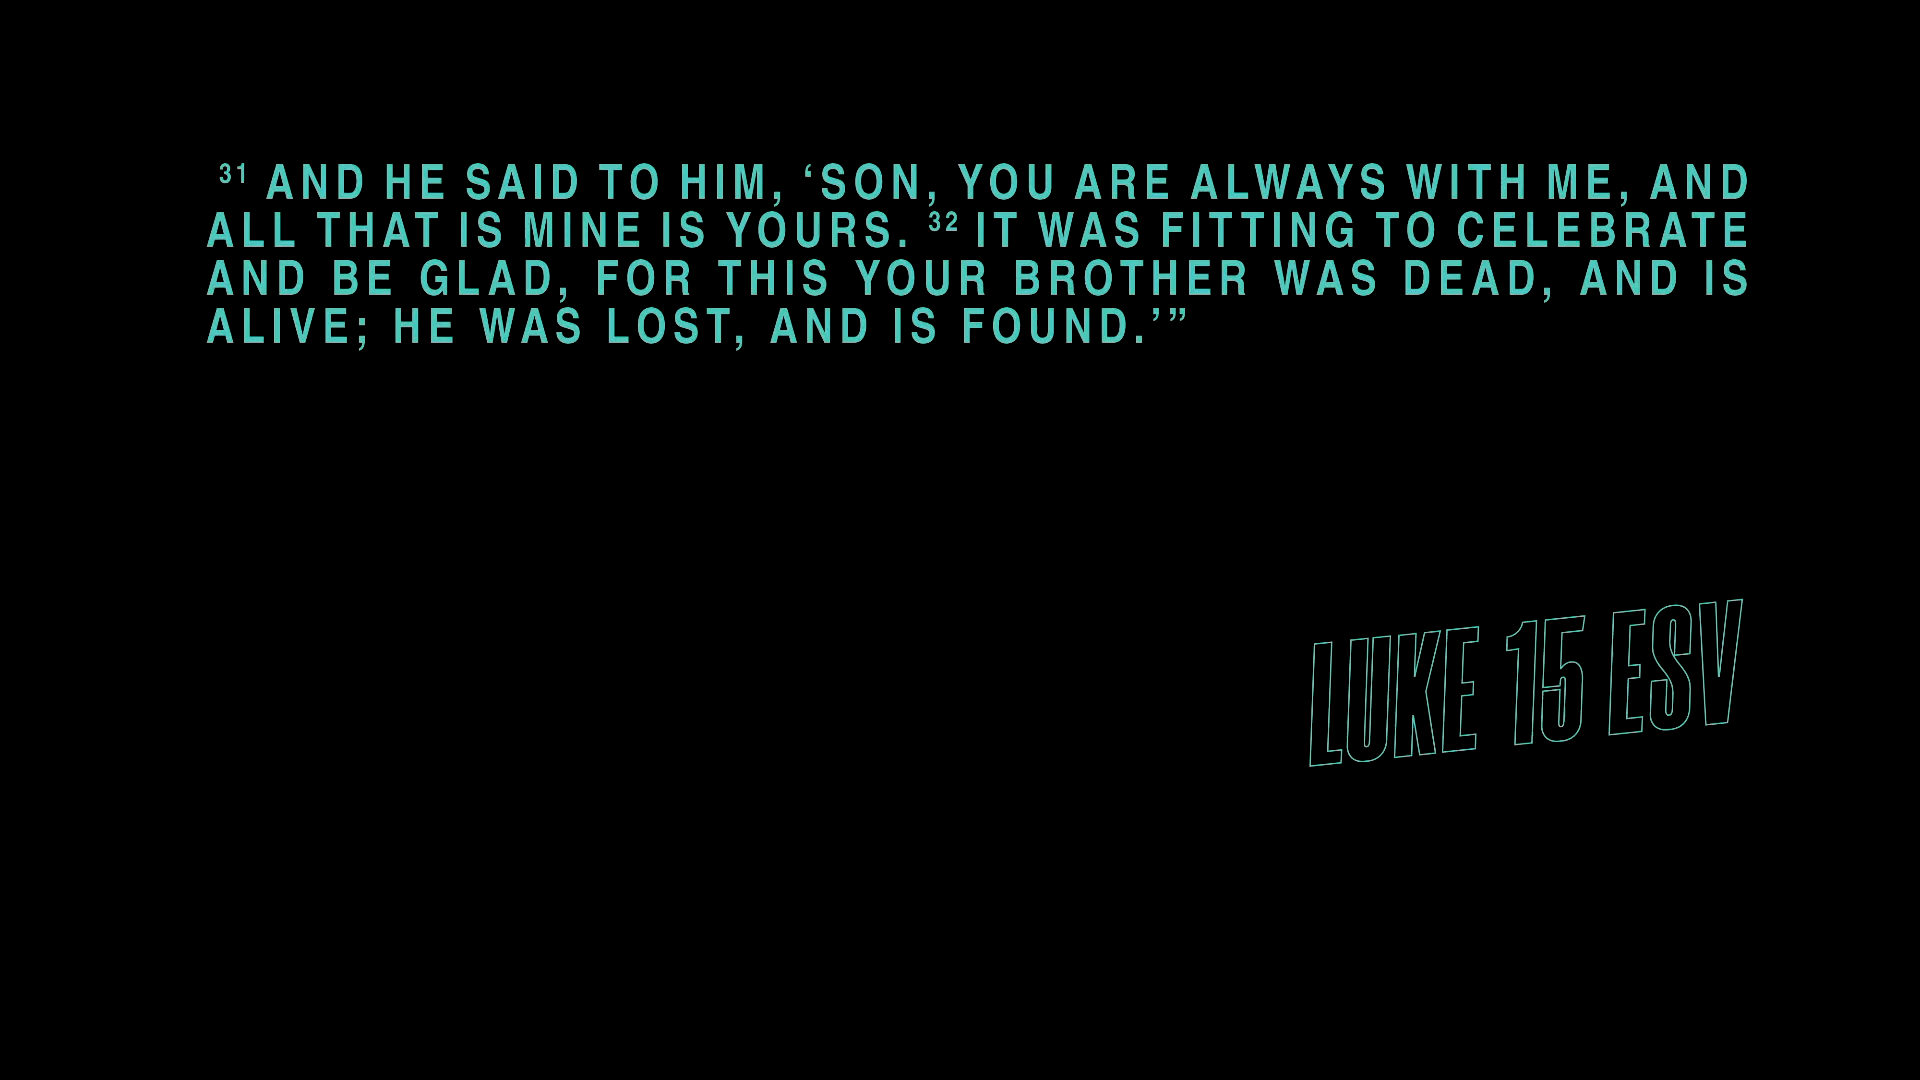 ³¹ AND HE SAID TO HIM, ‘SON, YOU ARE ALWAYS WITH ME, AND
ALL THAT IS MINE IS YOURS. ³² IT WAS FITTING TO CELEBRATE
AND BE GLAD, FOR THIS YOUR BROTHER WAS DEAD, AND IS
ALIVE; HE WAS LOST, AND IS FOUND.’”
LUKE 15 ESV